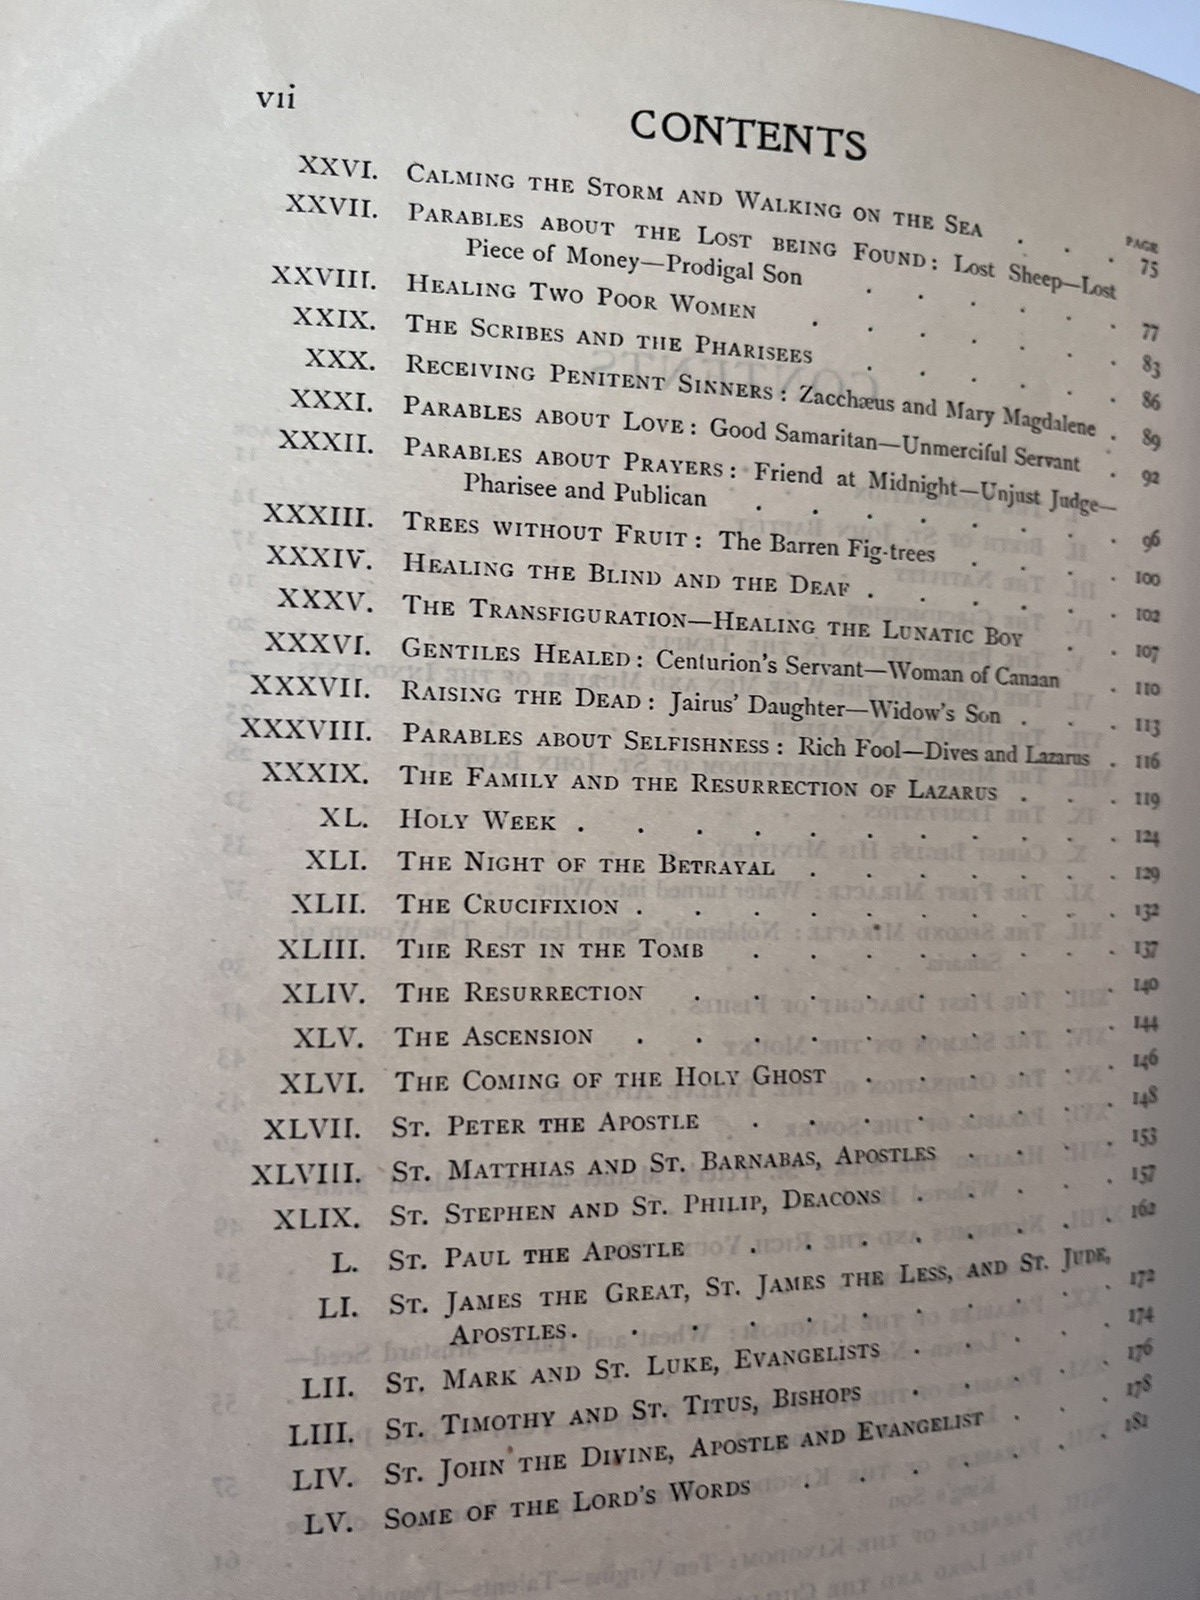 vii
CONTENTS
PAGE
XXVI. CALMING THE STORM AND WALKING ON THE SEA . . . 75
XXVII. PARABLES ABOUT THE LOST BEING FOUND: Lost Sheep—Lost
Piece of Money—Prodigal Son . . . . . . 77
XXVIII. HEALING TWO POOR WOMEN . . . . . . . 83
XXIX. THE SCRIBES AND THE PHARISEES . . . . . . 86
XXX. RECEIVING PENITENT SINNERS: Zacchæus and Mary Magdalene . 89
XXXI. PARABLES ABOUT LOVE: Good Samaritan—Unmerciful Servant . 92
XXXII. PARABLES ABOUT PRAYERS: Friend at Midnight—Unjust Judge—
Pharisee and Publican . . . . . . . . 96
XXXIII. TREES WITHOUT FRUIT: The Barren Fig-trees . . . . 100
XXXIV. HEALING THE BLIND AND THE DEAF . . . . . . 102
XXXV. THE TRANSFIGURATION—HEALING THE LUNATIC BOY . . 107
XXXVI. GENTILES HEALED: Centurion's Servant—Woman of Canaan . 110
XXXVII. RAISING THE DEAD: Jairus' Daughter—Widow's Son . . . 113
XXXVIII. PARABLES ABOUT SELFISHNESS: Rich Fool—Dives and Lazarus . 116
XXXIX. THE FAMILY AND THE RESURRECTION OF LAZARUS . . . 119
XL. HOLY WEEK . . . . . . . . . . 124
XLI. THE NIGHT OF THE BETRAYAL . . . . . . 129
XLII. THE CRUCIFIXION . . . . . . . . . 132
XLIII. THE REST IN THE TOMB . . . . . . . 137
XLIV. THE RESURRECTION . . . . . . . . 140
XLV. THE ASCENSION . . . . . . . . . 144
XLVI. THE COMING OF THE HOLY GHOST . . . . . 146
XLVII. ST. PETER THE APOSTLE . . . . . . . 148
XLVIII. ST. MATTHIAS AND ST. BARNABAS, APOSTLES . . . . 153
XLIX. ST. STEPHEN AND ST. PHILIP, DEACONS . . . . . 157
L. ST. PAUL THE APOSTLE . . . . . . . 162
LI. ST. JAMES THE GREAT, ST. JAMES THE LESS, AND ST. JUDE,
APOSTLES . . . . . . . . . . 172
LII. ST. MARK AND ST. LUKE, EVANGELISTS . . . . 174
LIII. ST. TIMOTHY AND ST. TITUS, BISHOPS . . . . . 176
LIV. ST. JOHN THE DIVINE, APOSTLE AND EVANGELIST . . . 178
LV. SOME OF THE LORD'S WORDS . . . . . . 181